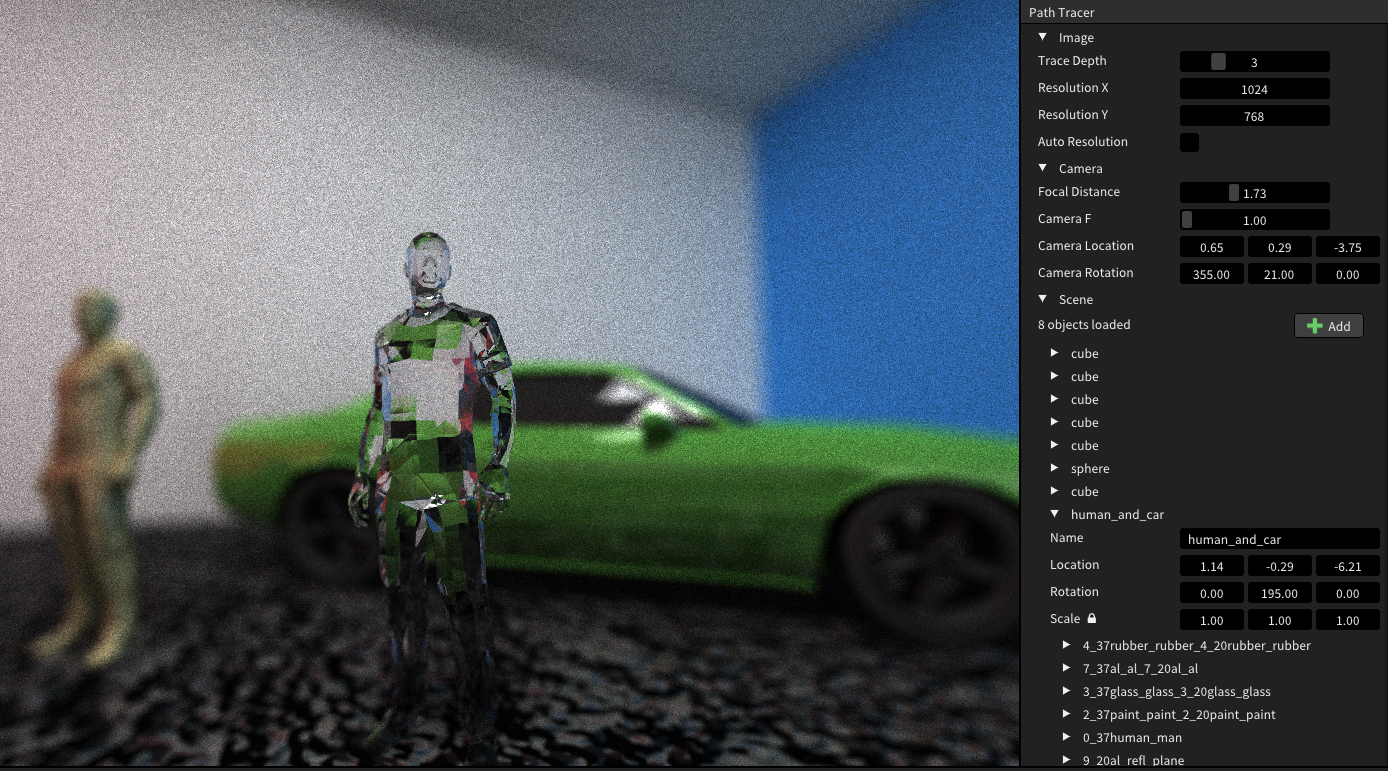 Path Tracer
Image
Trace Depth 3
Resolution X 1024
Resolution Y 768
Auto Resolution
Camera
Focal Distance 1.73
Camera F 1.00
Camera Location 0.65 0.29 -3.75
Camera Rotation 355.00 21.00 0.00
Scene
8 objects loaded Add
cube
cube
cube
cube
cube
sphere
cube
human_and_car
Name human_and_car
Location 1.14 -0.29 -6.21
Rotation 0.00 195.00 0.00
Scale 1.00 1.00 1.00
4_37rubber_rubber_4_20rubber_rubber
7_37al_al_7_20al_al
3_37glass_glass_3_20glass_glass
2_37paint_paint_2_20paint_paint
0_37human_man
9_20al_refl_plane